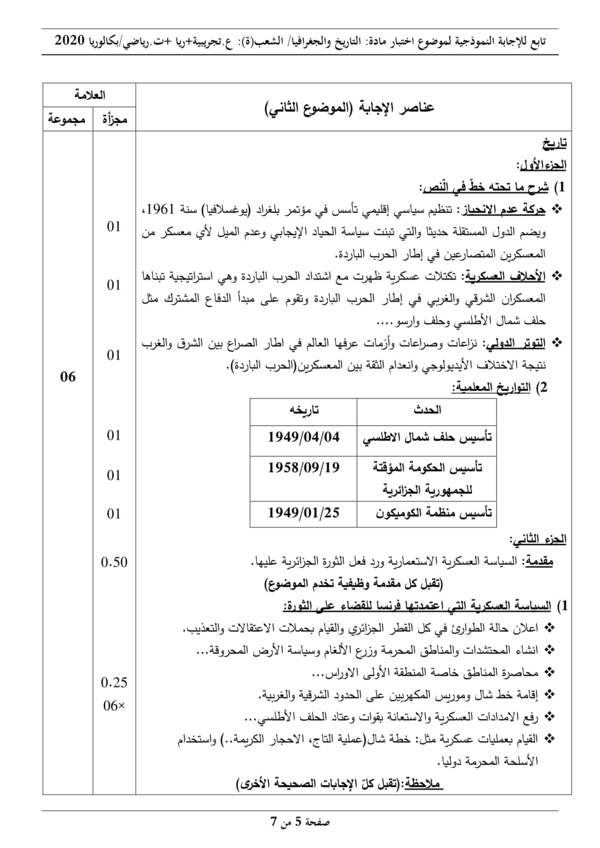 تابع للإجابة النموذجية لموضوع اختبار مادة: التاريخ والجغرافيا/ الشعب(ة): ع.تجريبية+ريا +ت.رياضي/بكالوريا 2020
العلامة
عناصر الإجابة (الموضوع الثاني)
مجموعة
مجزأة
تاريخ
الجزء الأول:
1) شرح ما تحته خطّ في النّص:
❖ حركة عدم الانحياز: تنظيم سياسي إقليمي تأسس في مؤتمر بلغراد (يوغسلافيا) سنة 1961،
ويضم الدول المستقلة حديثا والتي تبنت سياسة الحياد الإيجابي وعدم الميل لأي معسكر من
01
المعسكرين المتصارعين في إطار الحرب الباردة.
❖ الأحلاف العسكرية: تكتلات عسكرية ظهرت مع اشتداد الحرب الباردة وهي استراتيجية تبناها
01
المعسكران الشرقي والغربي في إطار الحرب الباردة وتقوم على مبدأ الدفاع المشترك مثل
حلف شمال الأطلسي وحلف وارسو....
❖ التوتر الدولي: نزاعات وصراعات وأزمات عرفها العالم في اطار الصراع بين الشرق والغرب
01
نتيجة الاختلاف الأيديولوجي وانعدام الثقة بين المعسكرين(الحرب الباردة).
06
2) التواريخ المعلمية:
الحدث
تاريخه
تأسيس حلف شمال الاطلسي
1949/04/04
01
تأسيس الحكومة المؤقتة
1958/09/19
01
للجمهورية الجزائرية
تأسيس منظمة الكوميكون
1949/01/25
01
الجزء الثاني:
مقدمة: السياسة العسكرية الاستعمارية ورد فعل الثورة الجزائرية عليها.
0.50
(تقبل كل مقدمة وظيفية تخدم الموضوع)
1) السياسة العسكرية التي اعتمدتها فرنسا للقضاء على الثورة:
❖ اعلان حالة الطوارئ في كل القطر الجزائري والقيام بحملات الاعتقالات والتعذيب.
❖ انشاء المحتشدات والمناطق المحرمة وزرع الألغام وسياسة الأرض المحروقة...
❖ محاصرة المناطق خاصة المنطقة الأولى الاوراس...
0.25
❖ إقامة خط شال وموريس المكهربين على الحدود الشرقية والغربية.
06×
❖ رفع الامدادات العسكرية والاستعانة بقوات وعتاد الحلف الأطلسي...
❖ القيام بعمليات عسكرية مثل: خطة شال(عملية التاج، الاحجار الكريمة..) واستخدام
الأسلحة المحرمة دوليا.
ملاحظة:(تقبل كلّ الإجابات الصحيحة الأخرى)
صفحة 5 من 7